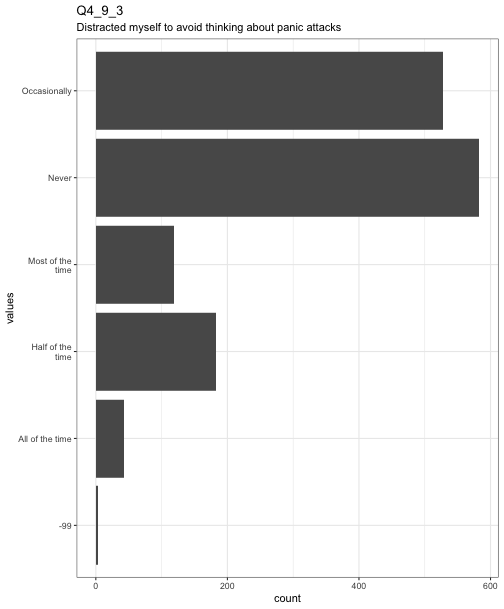 Q4_9_3
Distracted myself to avoid thinking about panic attacks
values
Occasionally
Never
Most of the
time
Half of the
time
All of the time
-99
0
200
400
600
count